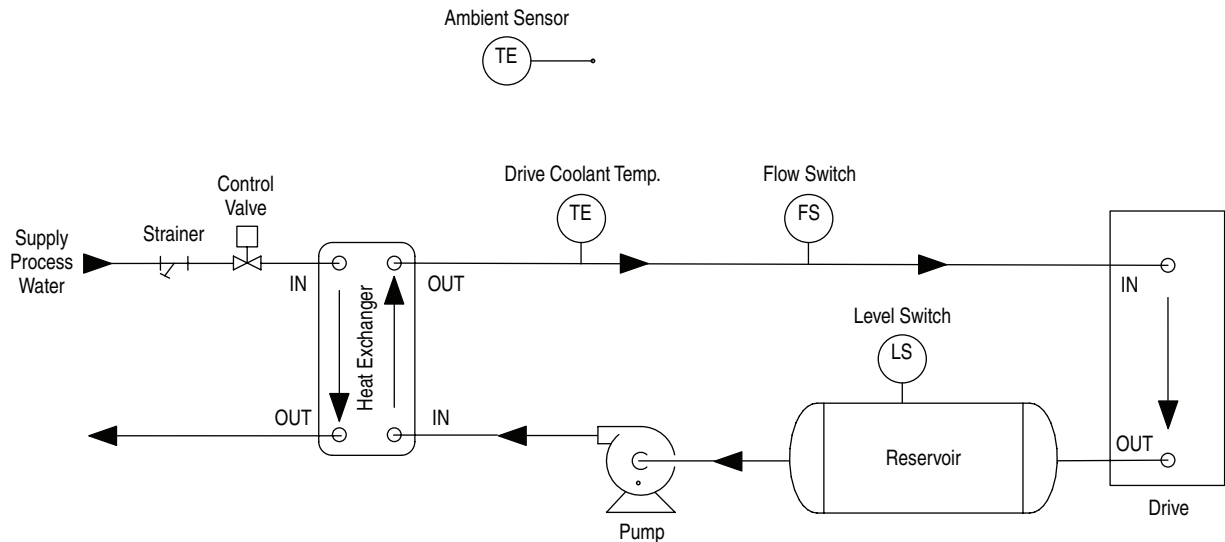 Ambient Sensor
TE
Drive Coolant Temp.
TE
Flow Switch
FS
Control
Valve
Strainer
Supply
Process
Water
IN
OUT
Heat Exchanger
OUT
IN
Level Switch
LS
IN
OUT
Reservoir
Pump
Drive